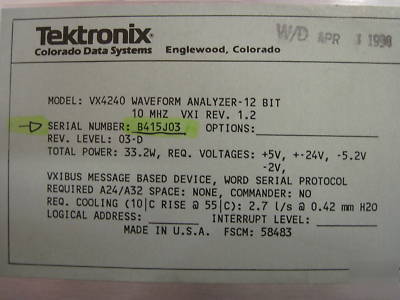 Tektronix
Colorado Data Systems Englewood, Colorado
W/D APR 1990
MODEL: VX4240 WAVEFORM ANALYZER-12 BIT
10 MHZ VXI REV. 1.2
SERIAL NUMBER: B415J03 OPTIONS:
REV. LEVEL: 03-D
TOTAL POWER: 33.2W, REQ. VOLTAGES: +5V, +-24V, -5.2V
-2V,
VXIBUS MESSAGE BASED DEVICE, WORD SERIAL PROTOCOL
REQUIRED A24/A32 SPACE: NONE, COMMANDER: NO
REQ. COOLING (10|C RISE @ 55|C): 2.7 l/s @ 0.42 mm H2O
LOGICAL ADDRESS: INTERRUPT LEVEL:
MADE IN U.S.A. FSCM: 58483